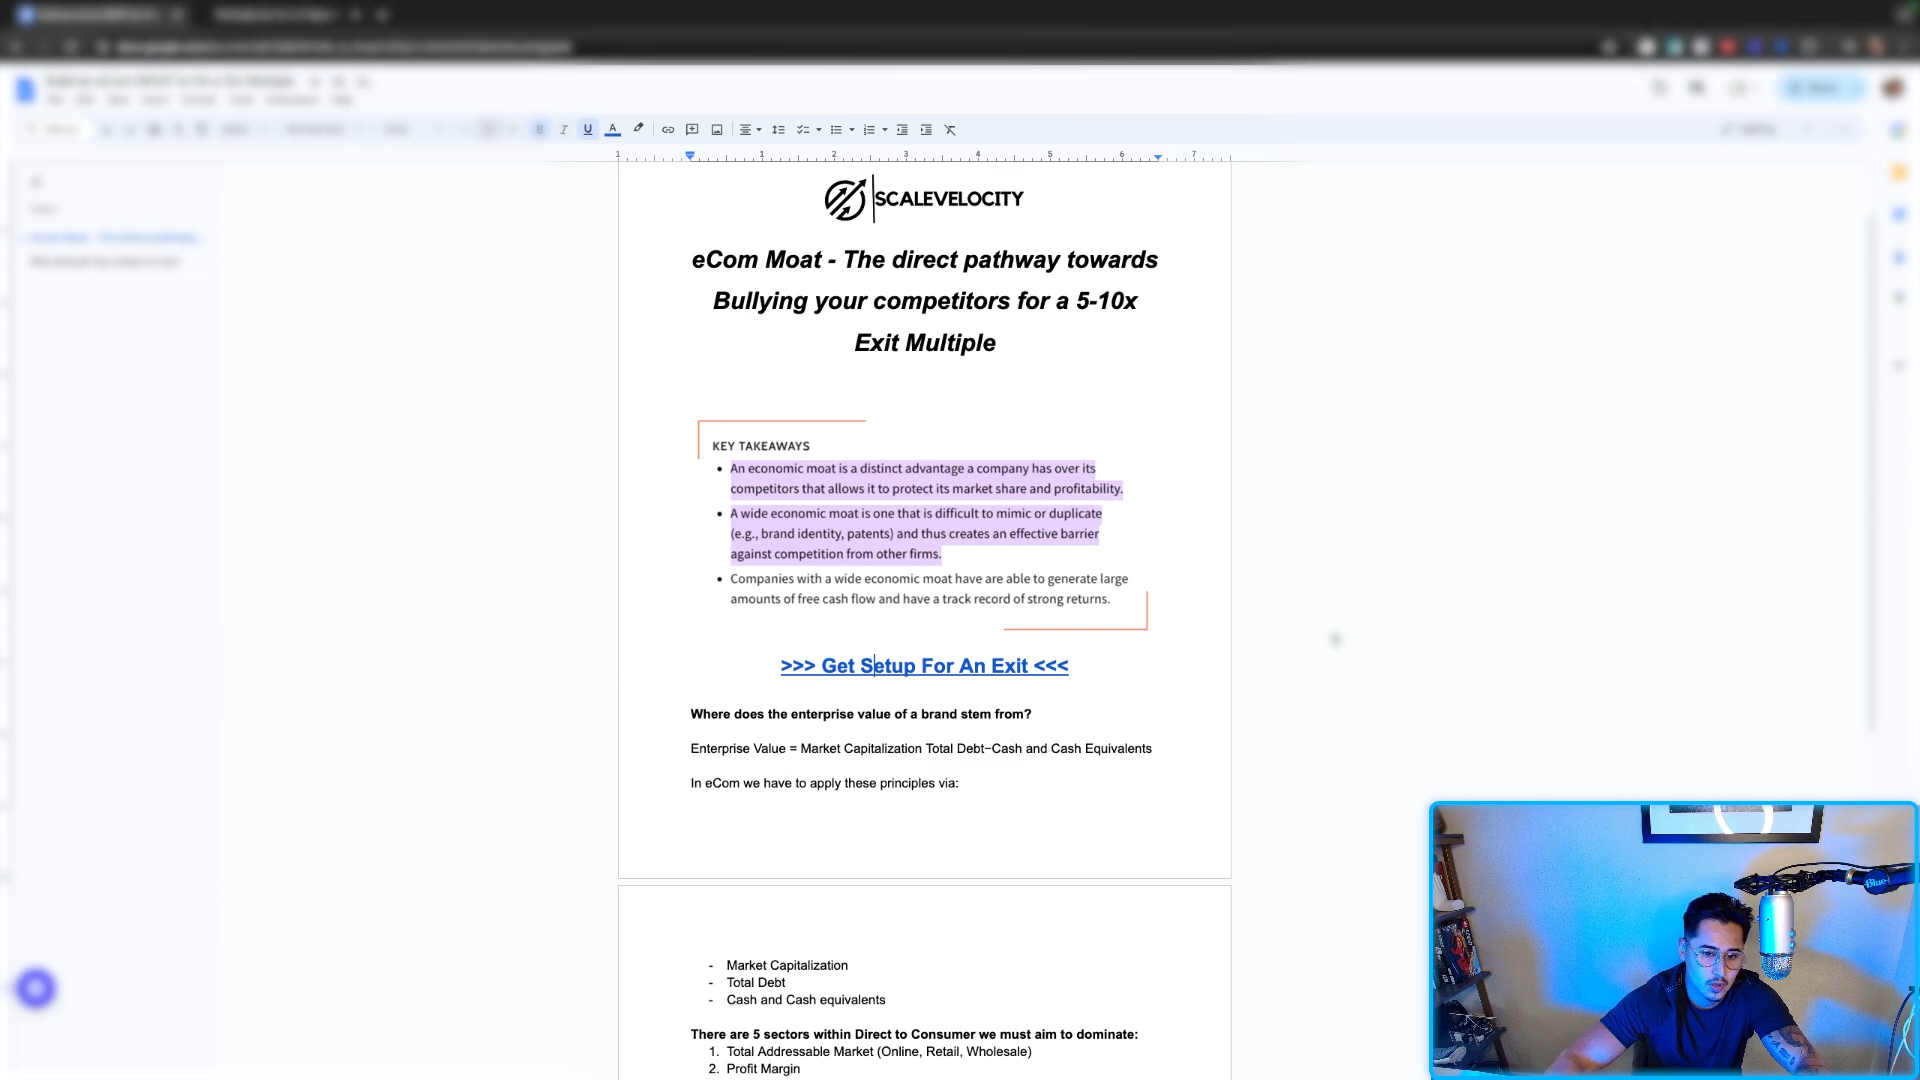 SCALEVELOCITY
eCom Moat - The direct pathway towards
Bullying your competitors for a 5-10x
Exit Multiple
KEY TAKEAWAYS
• An economic moat is a distinct advantage a company has over its
competitors that allows it to protect its market share and profitability.
• A wide economic moat is one that is difficult to mimic or duplicate
(e.g., brand identity, patents) and thus creates an effective barrier
against competition from other firms.
• Companies with a wide economic moat have are able to generate large
amounts of free cash flow and have a track record of strong returns.
>>> Get Setup For An Exit <<<
Where does the enterprise value of a brand stem from?
Enterprise Value = Market Capitalization Total Debt−Cash and Cash Equivalents
In eCom we have to apply these principles via:
- Market Capitalization
- Total Debt
- Cash and Cash equivalents
There are 5 sectors within Direct to Consumer we must aim to dominate:
1. Total Addressable Market (Online, Retail, Wholesale)
2. Profit Margin
1 1 2 3 4 5 6 7
Blue